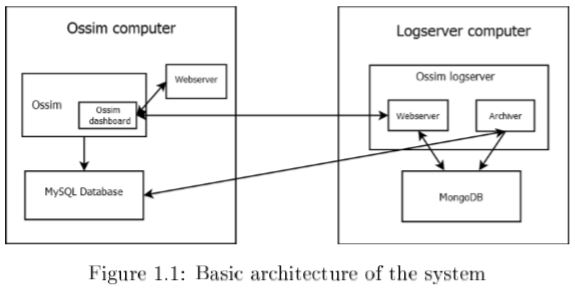 Ossim computer
Logserver computer
Webserver
Ossim
Ossim
dashboard
MySQL Database
Ossim logserver
Webserver
Archiver
MongoDB
Figure 1.1: Basic architecture of the system